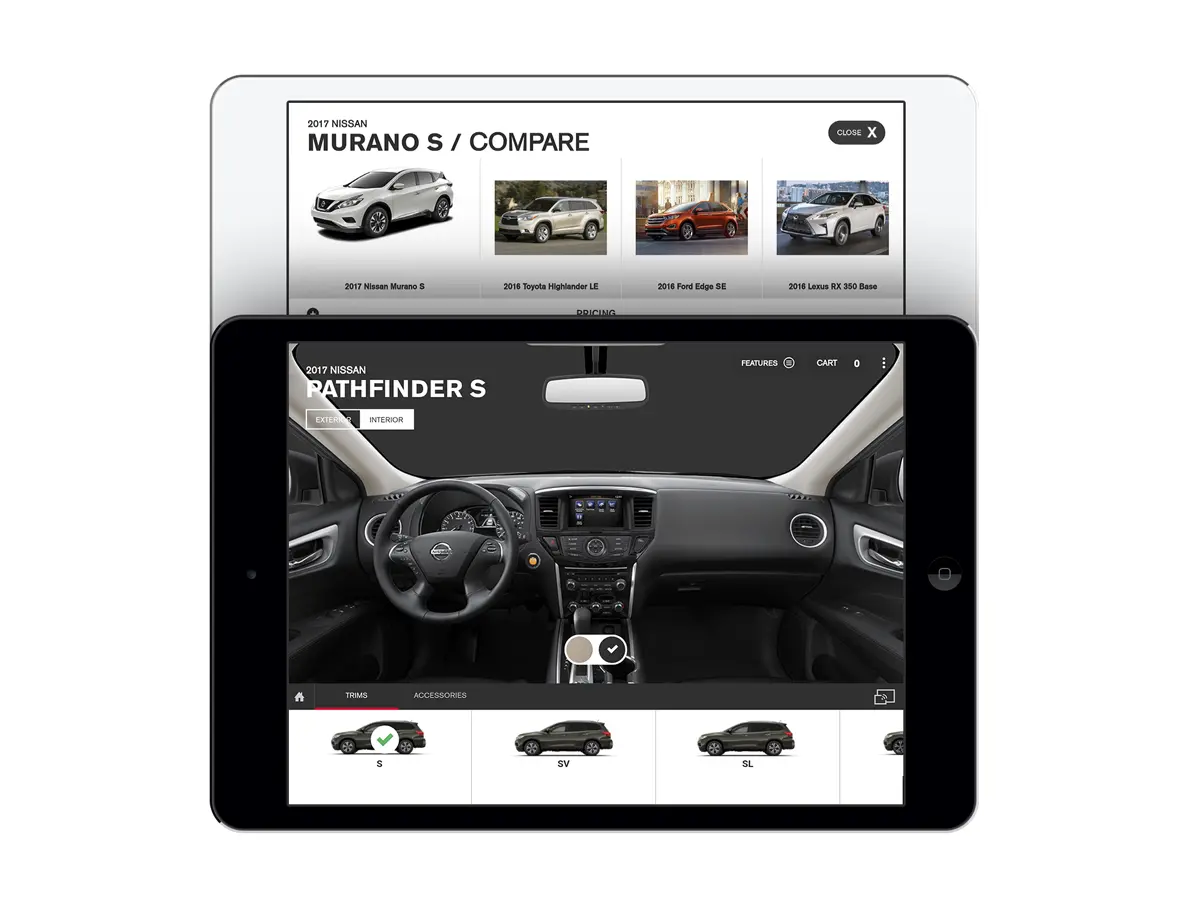 2017 NISSAN
MURANO S / COMPARE
CLOSE X
2017 Nissan Murano S
2016 Toyota Highlander LE
2016 Ford Edge SE
2016 Lexus RX 350 Base
PRICING
2017 NISSAN
PATHFINDER S
FEATURES
CART 0
EXTERIOR
INTERIOR
TRIMS
ACCESSORIES
S
SV
SL